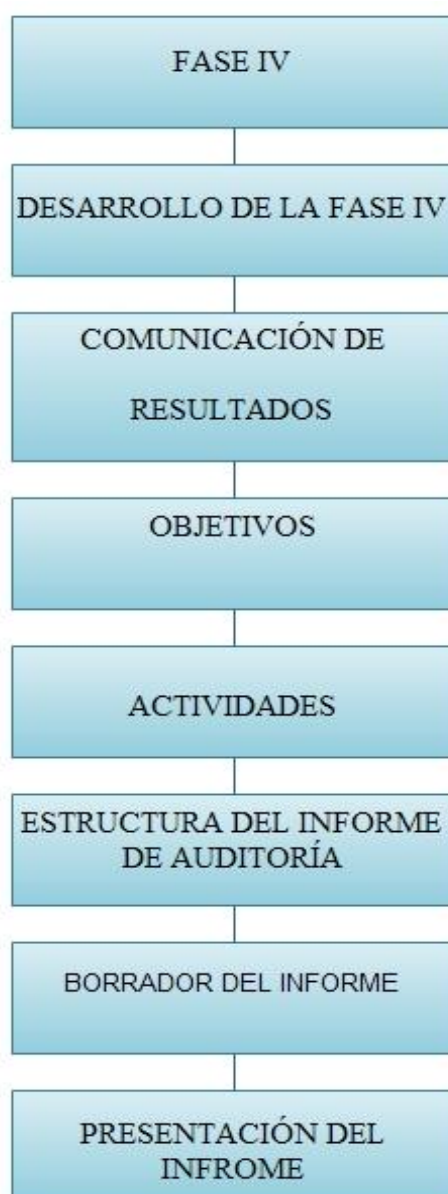 FASE IV
DESARROLLO DE LA FASE IV
COMUNICACIÓN DE
RESULTADOS
OBJETIVOS
ACTIVIDADES
ESTRUCTURA DEL INFORME
DE AUDITORÍA
BORRADOR DEL INFORME
PRESENTACIÓN DEL
INFROME